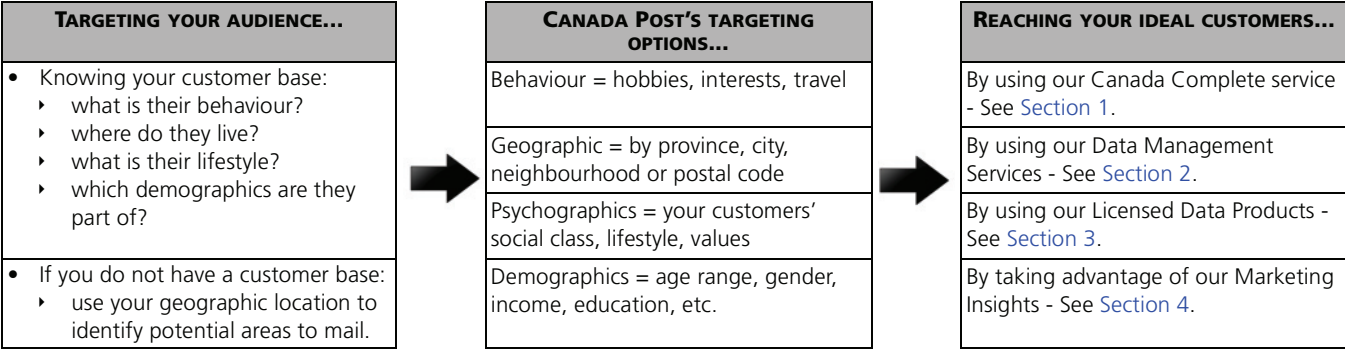 TARGETING YOUR AUDIENCE...
• Knowing your customer base:
‣ what is their behaviour?
‣ where do they live?
‣ what is their lifestyle?
‣ which demographics are they
part of?
• If you do not have a customer base:
‣ use your geographic location to
identify potential areas to mail.
CANADA POST'S TARGETING
OPTIONS...
Behaviour = hobbies, interests, travel
Geographic = by province, city,
neighbourhood or postal code
Psychographics = your customers'
social class, lifestyle, values
Demographics = age range, gender,
income, education, etc.
REACHING YOUR IDEAL CUSTOMERS...
By using our Canada Complete service
- See Section 1.
By using our Data Management
Services - See Section 2.
By using our Licensed Data Products -
See Section 3.
By taking advantage of our Marketing
Insights - See Section 4.